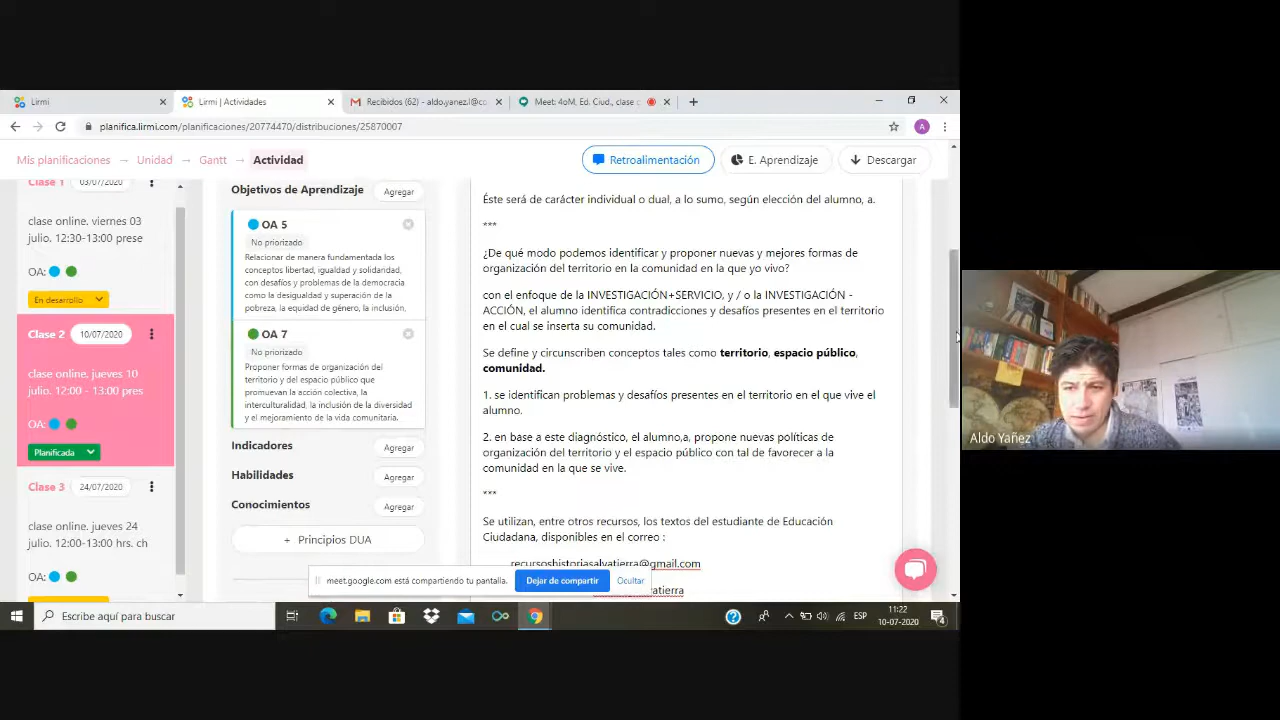 Lirmi
Lirmi | Actividades
Recibidos (62) - aldo.yanez.l@co
Meet: 4oM, Ed. Ciud., clase c
planifica.lirmi.com/planificaciones/20774470/distribuciones/25870007
A
Mis planificaciones → Unidad → Gantt → Actividad
Retroalimentación
E. Aprendizaje
Descargar
Clase 1
03/07/2020
clase online. viernes 03
julio. 12:30-13:00 prese
OA:
En desarrollo
Clase 2
10/07/2020
clase online. jueves 10
julio. 12:00 - 13:00 pres
OA:
Planificada
Clase 3
24/07/2020
clase online. jueves 24
julio. 12:00-13:00 hrs. ch
OA:
Objetivos de Aprendizaje
Agregar
OA 5
No priorizado
Relacionar de manera fundamentada los
conceptos libertad, igualdad y solidaridad,
con desafíos y problemas de la democracia
como la desigualdad y superación de la
pobreza, la equidad de género, la inclusión,
OA 7
No priorizado
Proponer formas de organización del
territorio y del espacio público que
promuevan la acción colectiva, la
interculturalidad, la inclusión de la diversidad
y el mejoramiento de la vida comunitaria.
Indicadores
Agregar
Habilidades
Agregar
Conocimientos
Agregar
+ Principios DUA
Éste será de carácter individual o dual, a lo sumo, según elección del alumno, a.
***
¿De qué modo podemos identificar y proponer nuevas y mejores formas de
organización del territorio en la comunidad en la que yo vivo?
con el enfoque de la INVESTIGACIÓN+SERVICIO, y / o la INVESTIGACIÓN -
ACCIÓN, el alumno identifica contradicciones y desafíos presentes en el territorio
en el cual se inserta su comunidad.
Se define y circunscriben conceptos tales como territorio, espacio público,
comunidad.
1. se identifican problemas y desafíos presentes en el territorio en el que vive el
alumno.
2. en base a este diagnóstico, el alumno,a, propone nuevas políticas de
organización del territorio y el espacio público con tal de favorecer a la
comunidad en la que se vive.
***
Se utilizan, entre otros recursos, los textos del estudiante de Educación
Ciudadana, disponibles en el correo :
recursoshistoriasalvatierra@gmail.com
vatierra
meet.google.com está compartiendo tu pantalla.
Dejar de compartir
Ocultar
Escribe aquí para buscar
ESP
11:22
10-07-2020
4
Aldo Yañez